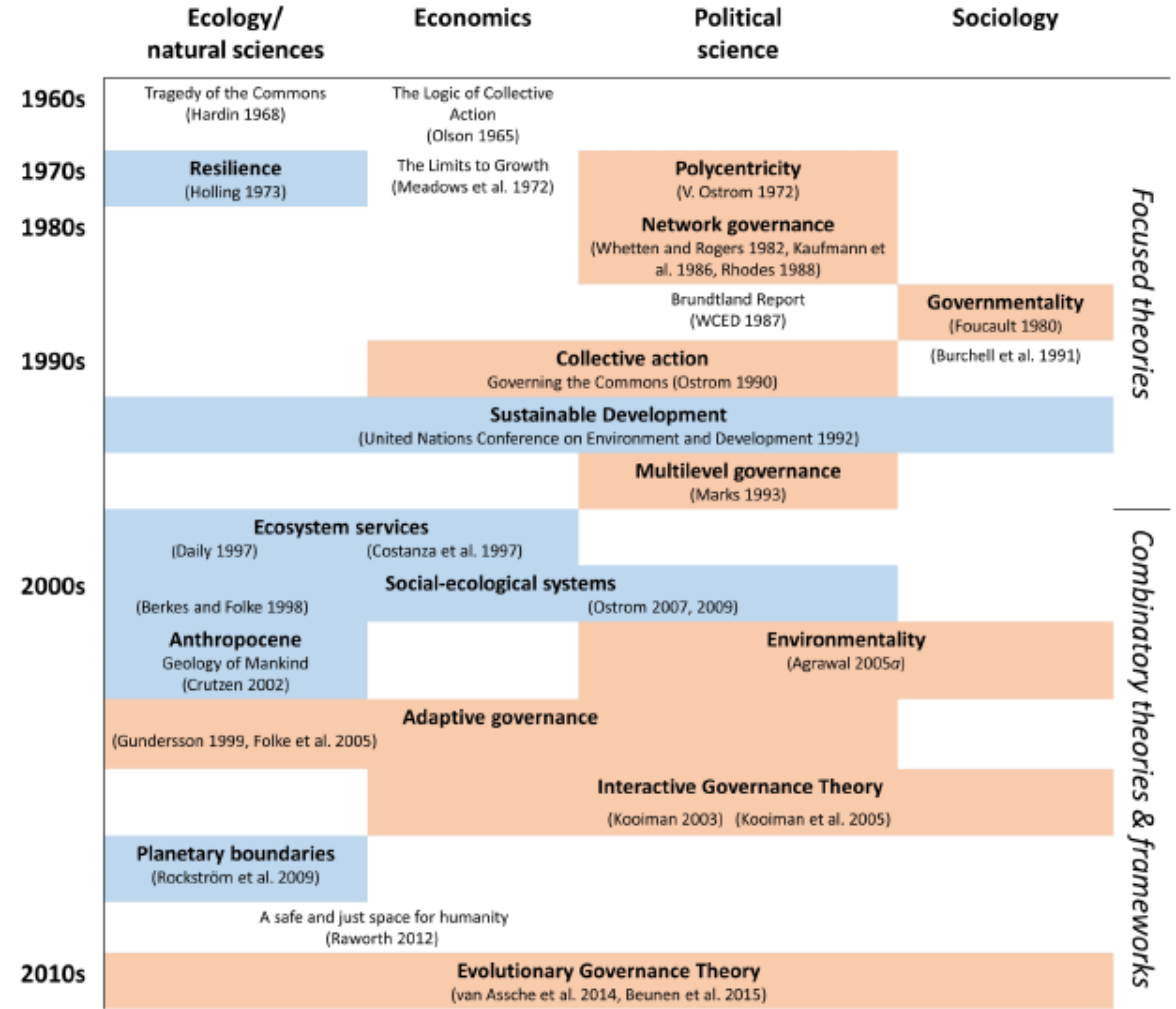 Ecology/
natural sciences
Economics
Political
science
Sociology
1960s
Tragedy of the Commons
(Hardin 1968)
The Logic of Collective
Action
(Olson 1965)
1970s
Resilience
(Holling 1973)
The Limits to Growth
(Meadows et al. 1972)
Polycentricity
(V. Ostrom 1972)
1980s
Network governance
(Whetten and Rogers 1982, Kaufmann et
al. 1986, Rhodes 1988)
Brundtland Report
(WCED 1987)
Governmentality
(Foucault 1980)
1990s
Collective action
Governing the Commons (Ostrom 1990)
(Burchell et al. 1991)
Sustainable Development
(United Nations Conference on Environment and Development 1992)
Multilevel governance
(Marks 1993)
Focused theories
Ecosystem services
(Daily 1997)
(Costanza et al. 1997)
2000s
Social-ecological systems
(Berkes and Folke 1998)
(Ostrom 2007, 2009)
Anthropocene
Geology of Mankind
(Crutzen 2002)
Environmentality
(Agrawal 2005a)
Adaptive governance
(Gundersson 1999, Folke et al. 2005)
Interactive Governance Theory
(Kooiman 2003) (Kooiman et al. 2005)
Planetary boundaries
(Rockström et al. 2009)
A safe and just space for humanity
(Raworth 2012)
2010s
Evolutionary Governance Theory
(van Assche et al. 2014, Beunen et al. 2015)
Combinatory theories & frameworks